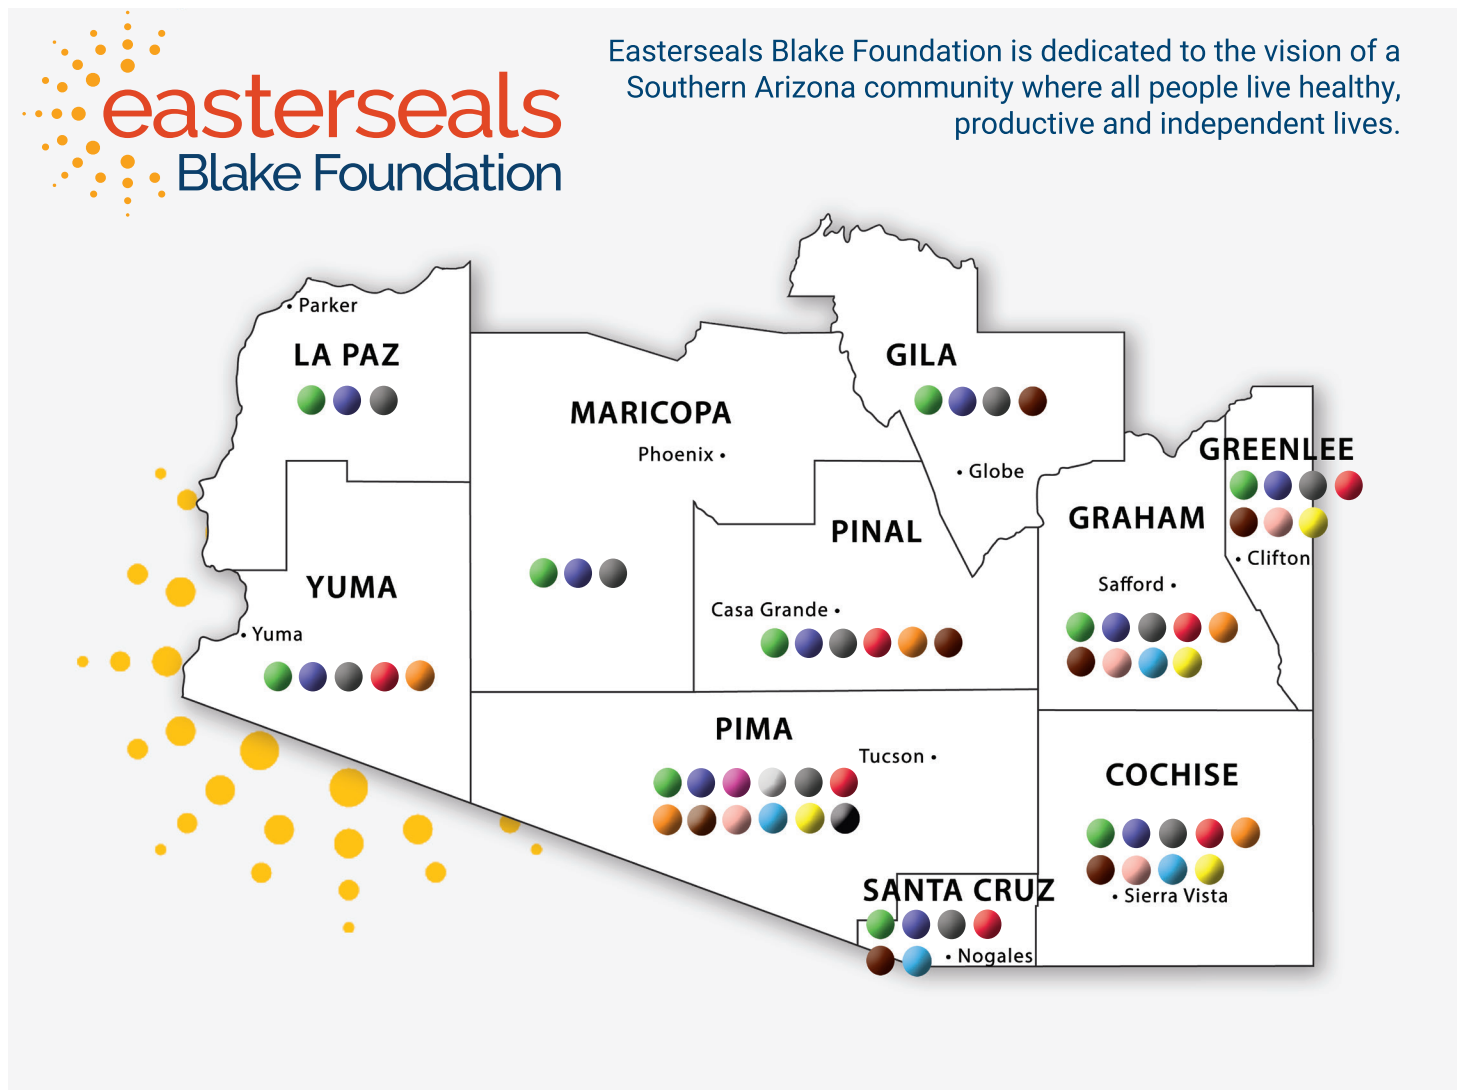 easterseals
Blake Foundation
Easterseals Blake Foundation is dedicated to the vision of a
Southern Arizona community where all people live healthy,
productive and independent lives.
• Parker
LA PAZ
GILA
MARICOPA
Phoenix •
• Globe
GREENLEE
GRAHAM
PINAL
• Clifton
Safford •
YUMA
Casa Grande •
• Yuma
PIMA
Tucson •
COCHISE
SANTA CRUZ
• Sierra Vista
• Nogales